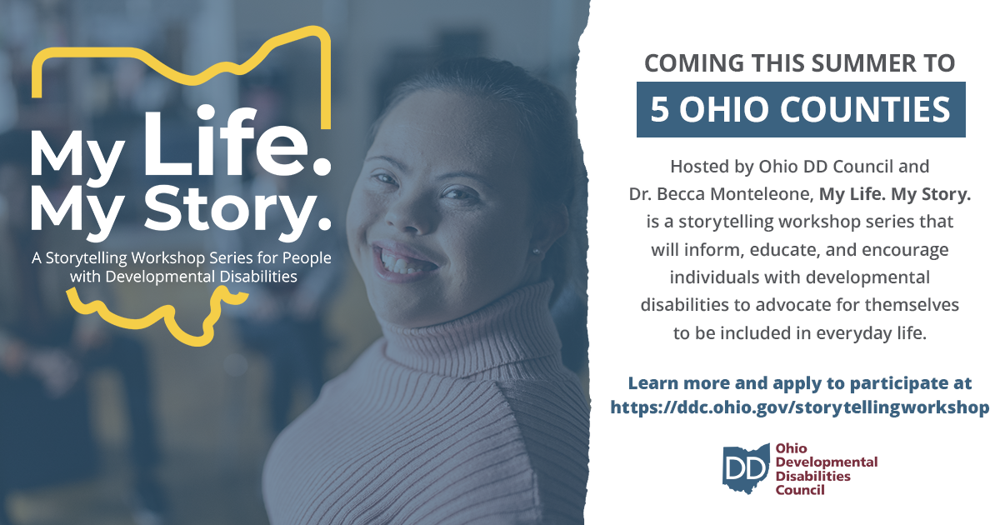 My Life.
My Story.
A Storytelling Workshop Series for People
with Developmental Disabilities
COMING THIS SUMMER TO
5 OHIO COUNTIES
Hosted by Ohio DD Council and
Dr. Becca Monteleone, My Life. My Story.
is a storytelling workshop series that
will inform, educate, and encourage
individuals with developmental
disabilities to advocate for themselves
to be included in everyday life.
Learn more and apply to participate at
https://ddc.ohio.gov/storytellingworkshop
DD
Ohio
Developmental
Disabilities
Council